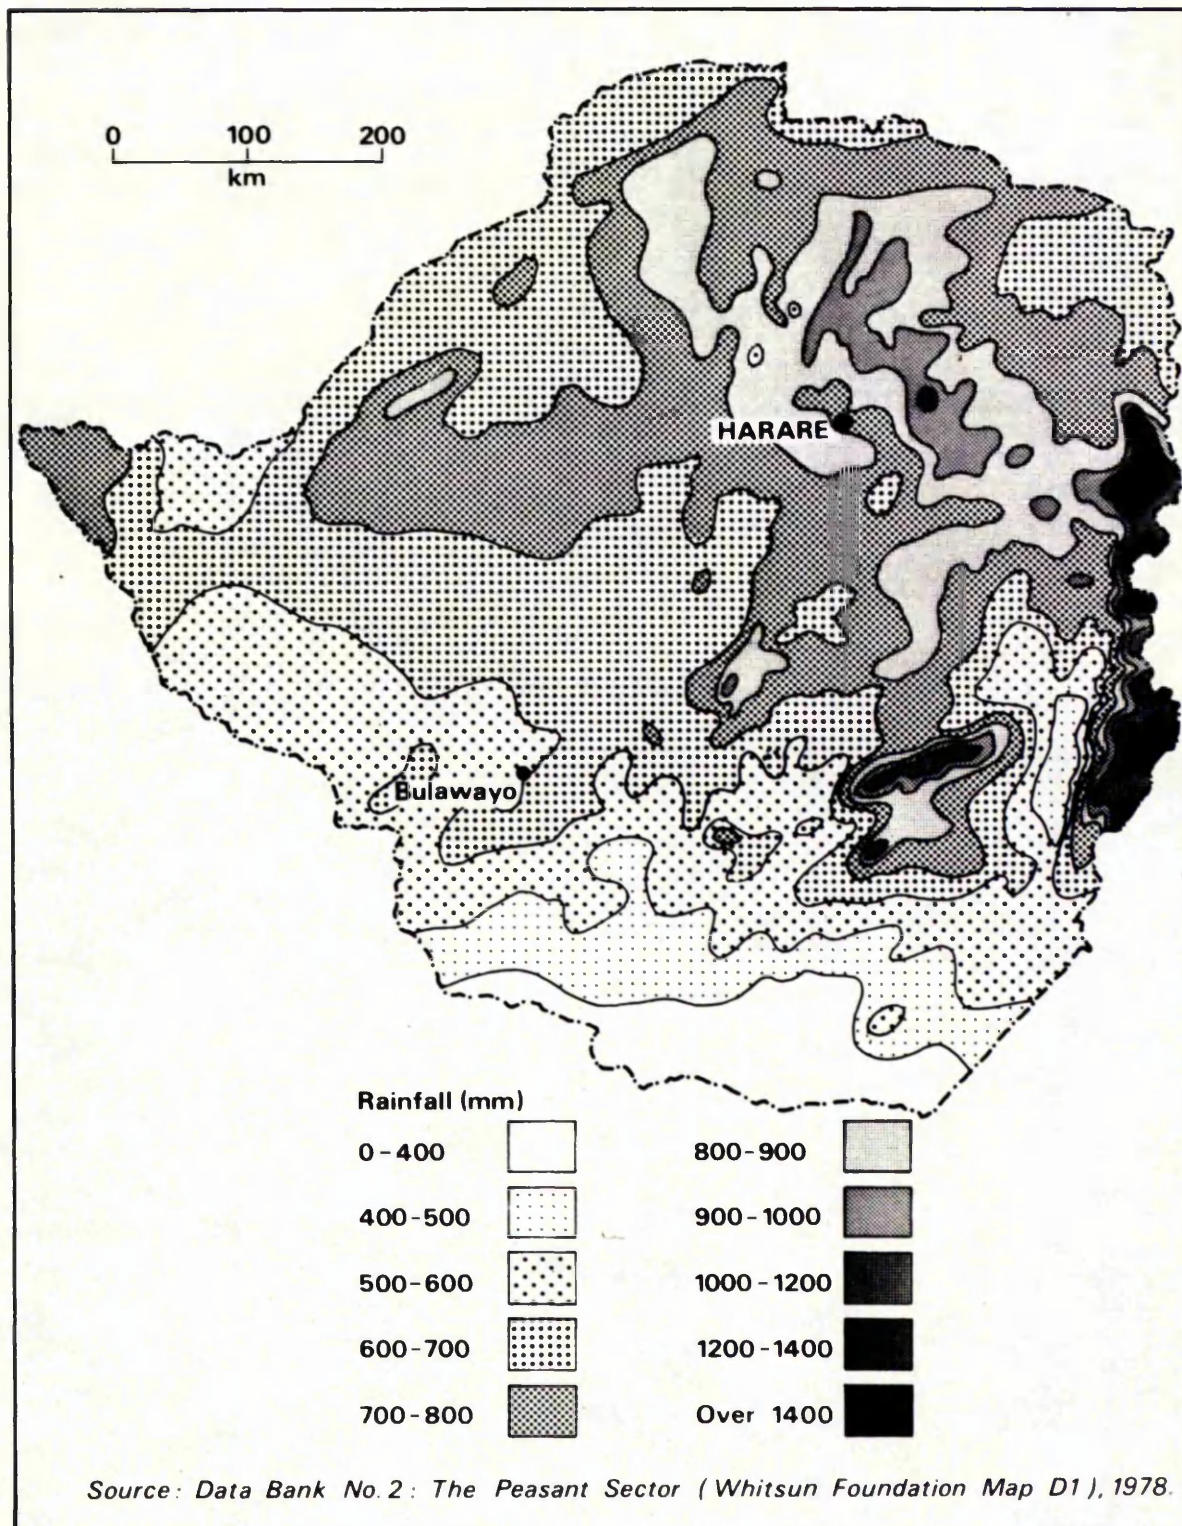 0 100 200
km
HARARE
Bulawayo
Rainfall (mm)
0-400
400-500
600-700
500-600
700-800
800-900
900-1000
1000-1200
1200-1400
Over 1400
Source: Data Bank No. 2: The Peasant Sector (Whitsun Foundation Map D1), 1978.